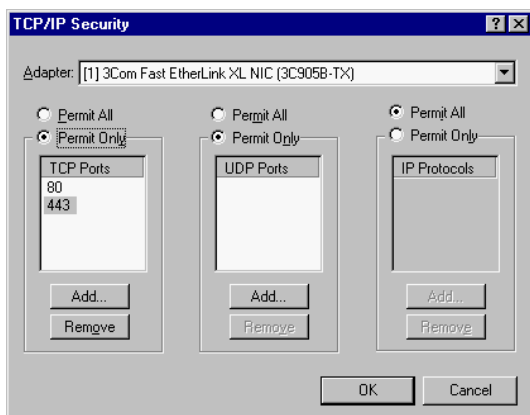 TCP/IP Security
Adapter: [1] 3Com Fast EtherLink XL NIC (3C905B-TX)
Permit All
Permit Only
TCP Ports
80
443
Add...
Remove
Permit All
Permit Only
UDP Ports
Add...
Remove
Permit All
Permit Only
IP Protocols
Add...
Remove
OK
Cancel